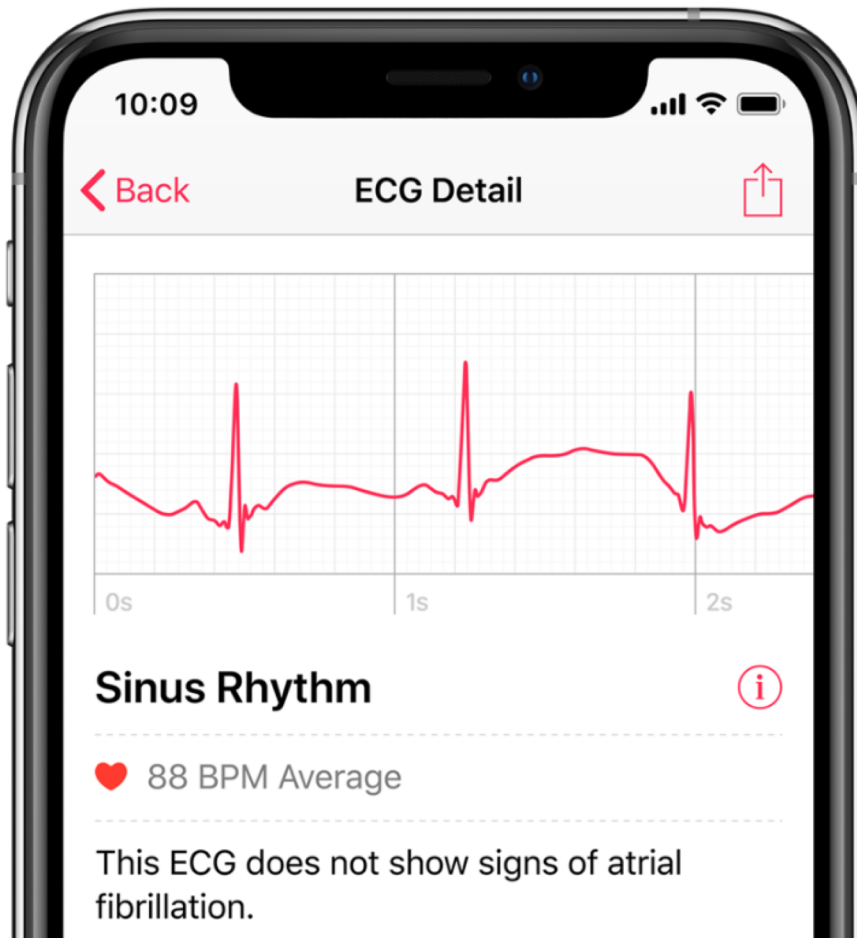 10:09
Back
ECG Detail
0s
1s
2s
Sinus Rhythm
i
88 BPM Average
This ECG does not show signs of atrial
fibrillation.